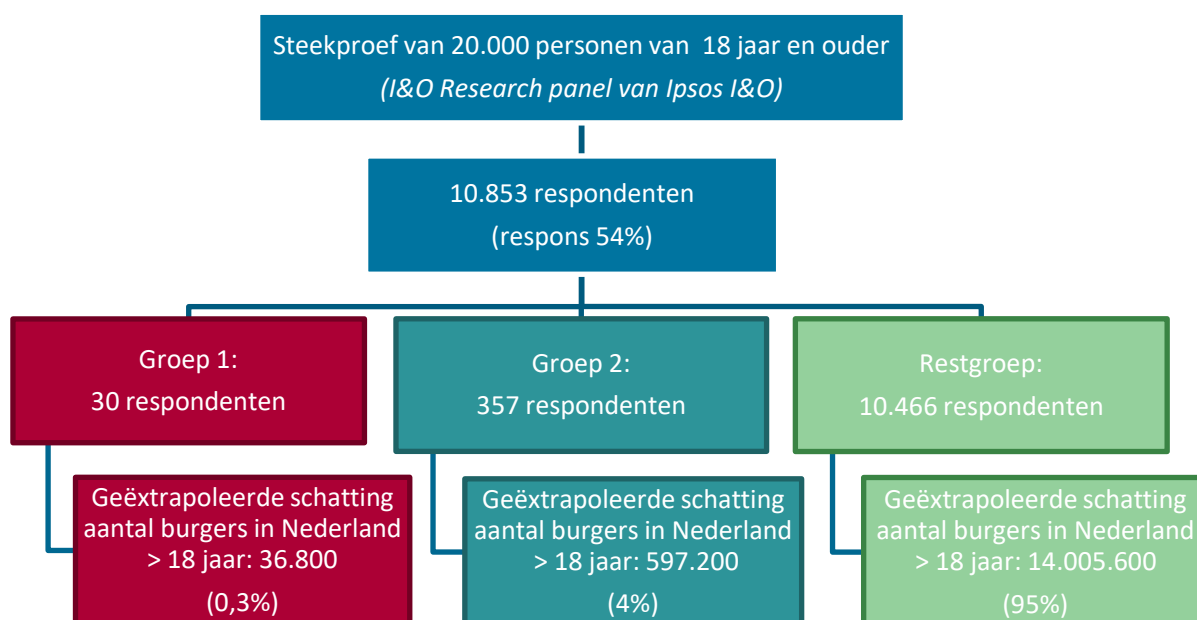 Steekproef van 20.000 personen van 18 jaar en ouder
(I&O Research panel van Ipsos I&O)
10.853 respondenten
(respons 54%)
Groep 1:
30 respondenten
Groep 2:
357 respondenten
Restgroep:
10.466 respondenten
Geëxtrapoleerde schatting
aantal burgers in Nederland
> 18 jaar: 36.800
(0,3%)
Geëxtrapoleerde schatting
aantal burgers in Nederland
> 18 jaar: 597.200
(4%)
Geëxtrapoleerde schatting
aantal burgers in Nederland
> 18 jaar: 14.005.600
(95%)